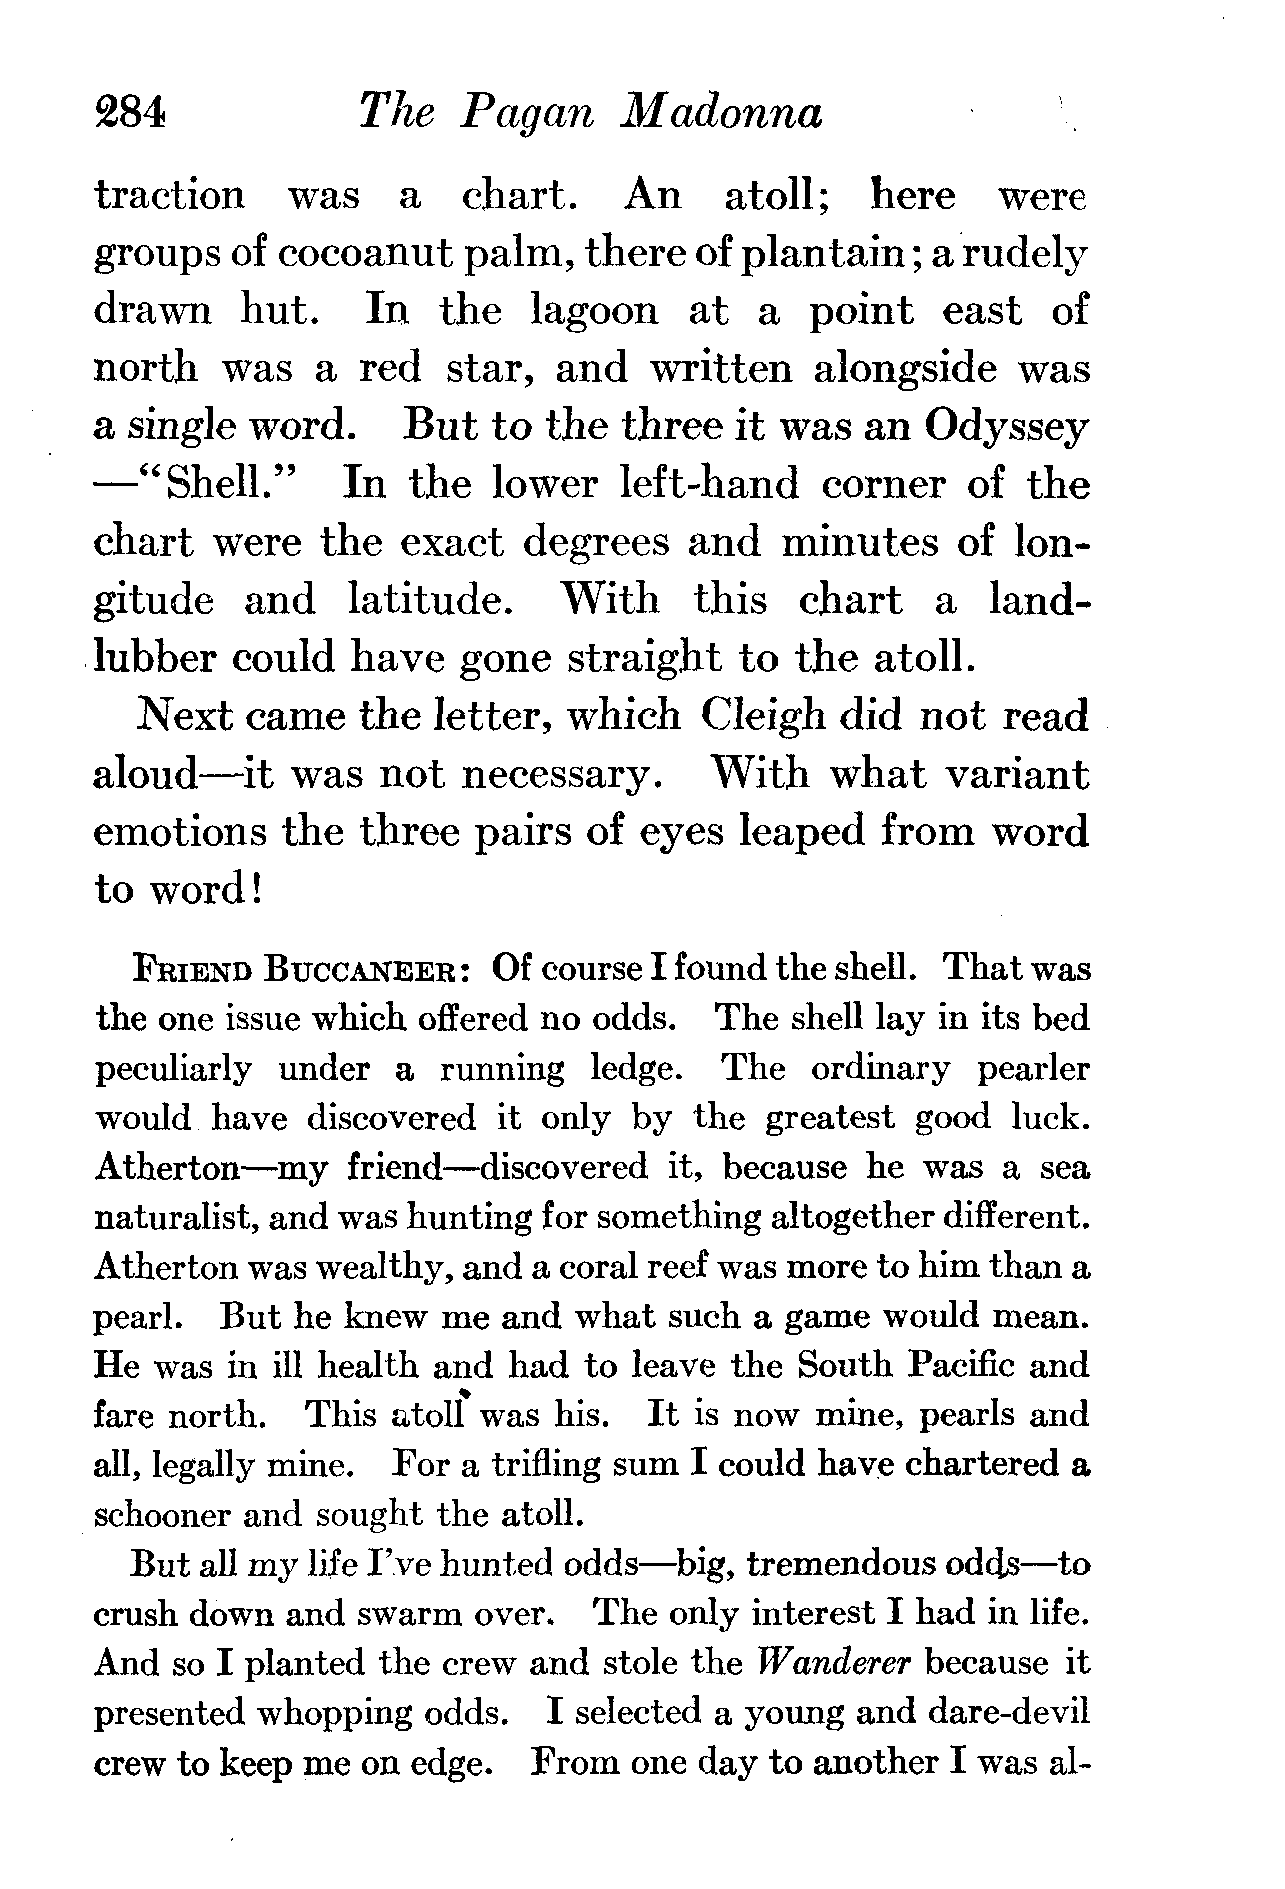 284 The Pagan Madonna
traction was a chart. An atoll; here were
groups of cocoanut palm, there of plantain; a rudely
drawn hut. In the lagoon at a point east of
north was a red star, and written alongside was
a single word. But to the three it was an Odyssey
—“Shell.” In the lower left-hand corner of the
chart were the exact degrees and minutes of lon-
gitude and latitude. With this chart a land-
lubber could have gone straight to the atoll.
Next came the letter, which Cleigh did not read
aloud—it was not necessary. With what variant
emotions the three pairs of eyes leaped from word
to word!
FRIEND BUCCANEER: Of course I found the shell. That was
the one issue which offered no odds. The shell lay in its bed
peculiarly under a running ledge. The ordinary pearler
would have discovered it only by the greatest good luck.
Atherton—my friend—discovered it, because he was a sea
naturalist, and was hunting for something altogether different.
Atherton was wealthy, and a coral reef was more to him than a
pearl. But he knew me and what such a game would mean.
He was in ill health and had to leave the South Pacific and
fare north. This atoll was his. It is now mine, pearls and
all, legally mine. For a trifling sum I could have chartered a
schooner and sought the atoll.
But all my life I’ve hunted odds—big, tremendous odds—to
crush down and swarm over. The only interest I had in life.
And so I planted the crew and stole the Wanderer because it
presented whopping odds. I selected a young and dare-devil
crew to keep me on edge. From one day to another I was al-